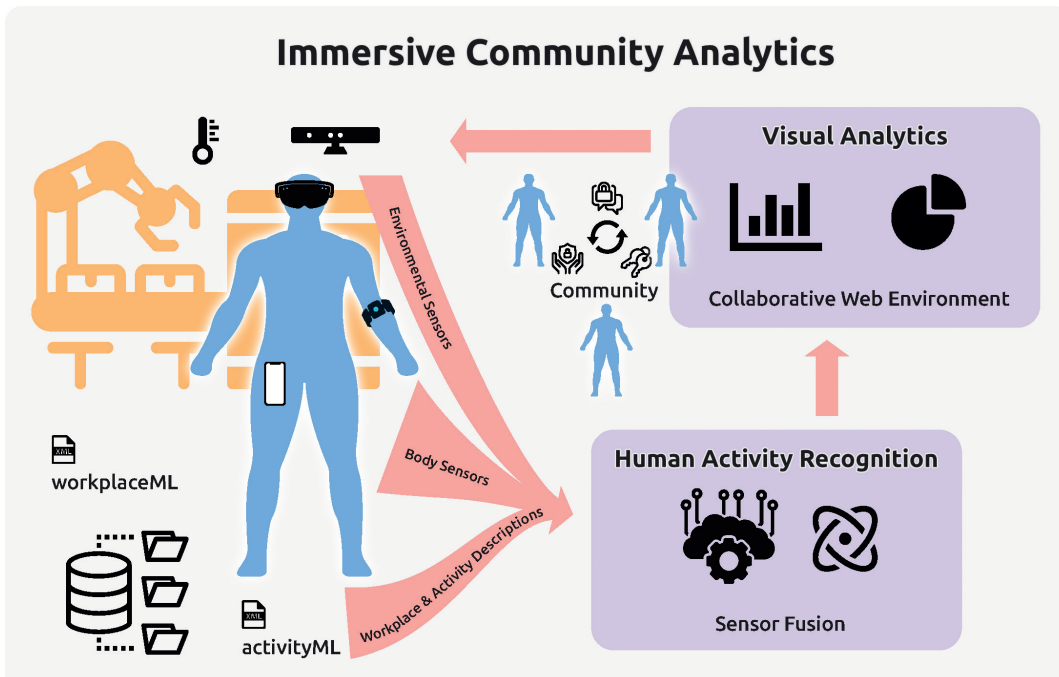 Immersive Community Analytics
Visual Analytics
Collaborative Web Environment
Community
Environmental Sensors
Body Sensors
Workplace & Activity Descriptions
Human Activity Recognition
Sensor Fusion
XML
workplaceML
XML
activityML